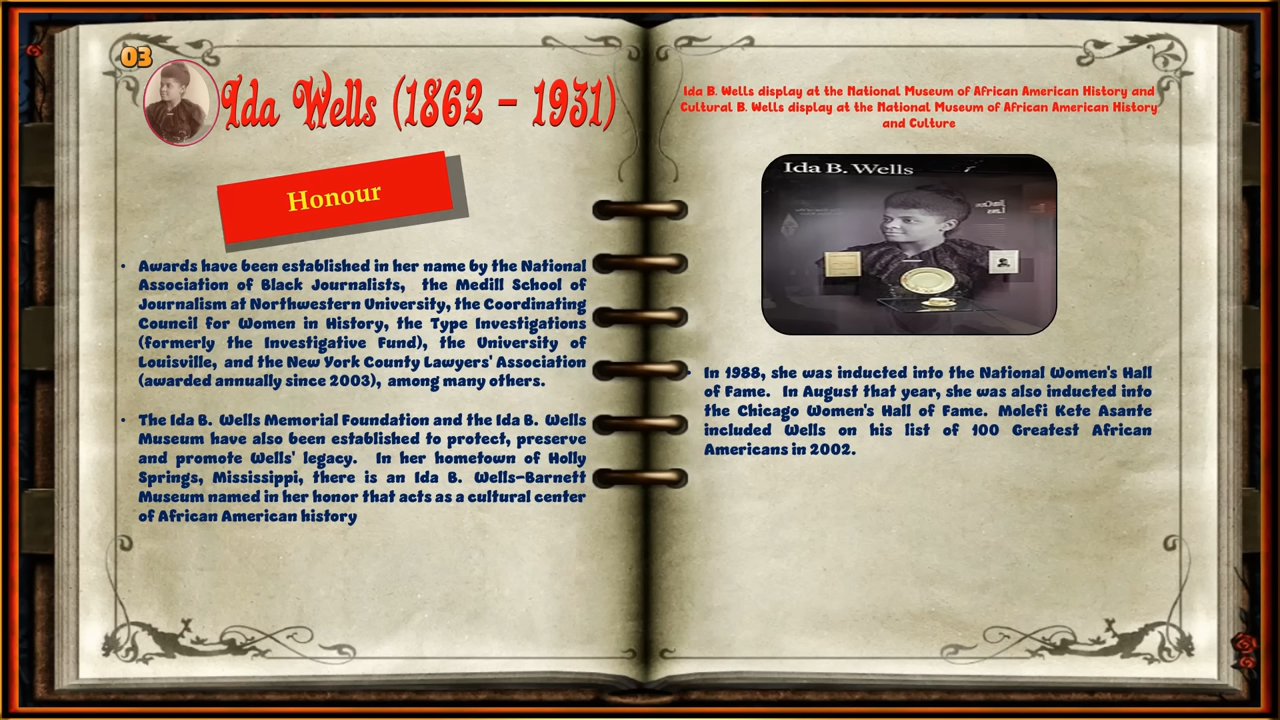 03
Ida Wells (1862 – 1931)
Honour
• Awards have been established in her name by the National
Association of Black Journalists, the Medill School of
Journalism at Northwestern University, the Coordinating
Council for Women in History, the Type Investigations
(formerly the Investigative Fund), the University of
Louisville, and the New York County Lawyers' Association
(awarded annually since 2003), among many others.
• The Ida B. Wells Memorial Foundation and the Ida B. Wells
Museum have also been established to protect, preserve
and promote Wells' legacy. In her hometown of Holly
Springs, Mississippi, there is an Ida B. Wells-Barnett
Museum named in her honor that acts as a cultural center
of African American history
Ida B. Wells display at the National Museum of African American History and
Cultural B. Wells display at the National Museum of African American History
and Culture
Ida B. Wells
• In 1988, she was inducted into the National Women's Hall
of Fame. In August that year, she was also inducted into
the Chicago Women's Hall of Fame. Molefi Kete Asante
included Wells on his list of 100 Greatest African
Americans in 2002.